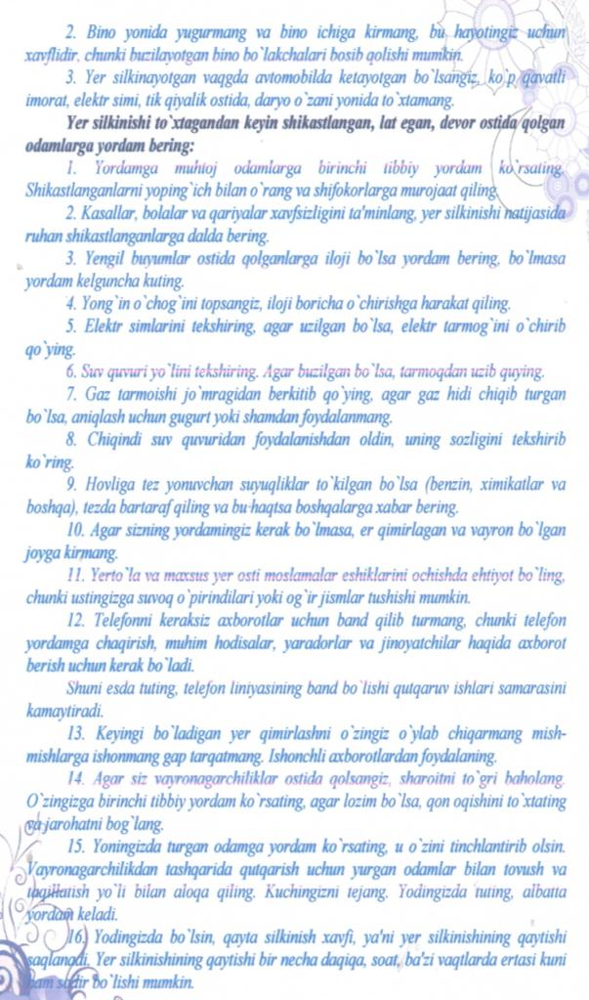 2. Bino yonida yugurmang va bino ichiga kirmang, bu hayotingiz uchun
xavflidir, chunki buzilayotgan bino bo`lakchalari bosib qolishi mumkin.
3. Yer silkinayotgan vaqgda avtomobilda ketayotgan bo`lsangiz, ko`p qavatli
imorat, elektr simi, tik qiyalik ostida, daryo o`zani yonida to`xtamang.
Yer silkinishi to`xtagandan keyin shikastlangan, lat egan, devor ostida qolgan
odamlarga yordam bering:
1. Yordamga muhtoj odamlarga birinchi tibbiy yordam ko`rsating.
Shikastlanganlarni yoping`ich bilan o`rang va shifokorlarga murojaat qiling.
2. Kasallar, bolalar va qariyalar xavfsizligini ta'minlang, yer silkinishi natijasida
ruhan shikastlanganlarga dalda bering.
3. Yengil buyumlar ostida qolganlarga iloji bo`lsa yordam bering, bo`lmasa
yordam kelguncha kuting.
4. Yong`in o`chog`ini topsangiz, iloji boricha o`chirishga harakat qiling.
5. Elektr simlarini tekshiring, agar uzilgan bo`lsa, elektr tarmog`ini o`chirib
qo`ying.
6. Suv quvuri yo`lini tekshiring. Agar buzilgan bo`lsa, tarmoqdan uzib quying.
7. Gaz tarmoishi jo`mragidan berkitib qo`ying, agar gaz hidi chiqib turgan
bo`lsa, aniqlash uchun gugurt yoki shamdan foydalanmang.
8. Chiqindi suv quvuridan foydalanishdan oldin, uning sozligini tekshirib
ko`ring.
9. Hovliga tez yonuvchan suyuqliklar to`kilgan bo`lsa (benzin, ximikatlar va
boshqa), tezda bartaraf qiling va bu haqtsa boshqalarga xabar bering.
10. Agar sizning yordamingiz kerak bo`lmasa, er qimirlagan va vayron bo`lgan
joyga kirmang.
11. Yerto`la va maxsus yer osti moslamalar eshiklarini ochishda ehtiyot bo`ling,
chunki ustingizga suvoq o`pirindilari yoki og`ir jismlar tushishi mumkin.
12. Telefonni keraksiz axborotlar uchun band qilib turmang, chunki telefon
yordamga chaqirish, muhim hodisalar, yaradorlar va jinoyatchilar haqida axborot
berish uchun kerak bo`ladi.
Shuni esda tuting, telefon liniyasining band bo`lishi qutqaruv ishlari samarasini
kamaytiradi.
13. Keyingi bo`ladigan yer qimirlashni o`zingiz o`ylab chiqarmang mish-
mishlarga ishonmang gap tarqatmang. Ishonchli axborotlardan foydalaning.
14. Agar siz vayronagarchiliklar ostida qolsangiz, sharoitni to`gri baholang.
O`zingizga birinchi tibbiy yordam ko`rsating, agar lozim bo`lsa, qon oqishini to`xtating
va jarohatni bog`lang.
15. Yoningizda turgan odamga yordam ko`rsating, u o`zini tinchlantirib olsin.
Vayronagarchilikdan tashqarida qutqarish uchun yurgan odamlar bilan tovush va
taqillatish yo`li bilan aloqa qiling. Kuchingizni tejang. Yodingizda tuting, albatta
yordam keladi.
16. Yodingizda bo`lsin, qayta silkinish xavfi, ya'ni yer silkinishining qaytishi
saqlanadi. Yer silkinishining qaytishi bir necha daqiqa, soat, ba'zi vaqtlarda ertasi kuni
ham sodir bo`lishi mumkin.